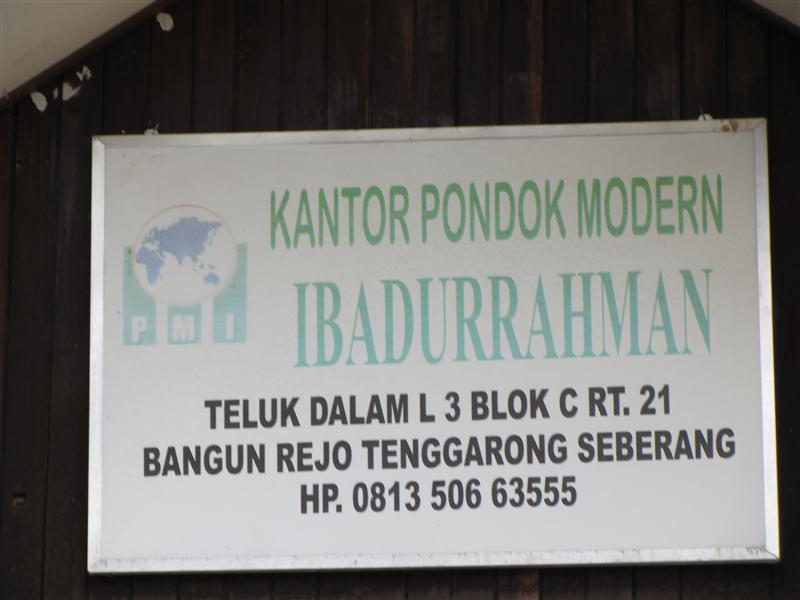 KANTOR PONDOK MODERN
IBADURRAHMAN
PMI
TELUK DALAM L 3 BLOK C RT. 21
BANGUN REJO TENGGARONG SEBERANG
HP. 0813 506 63555